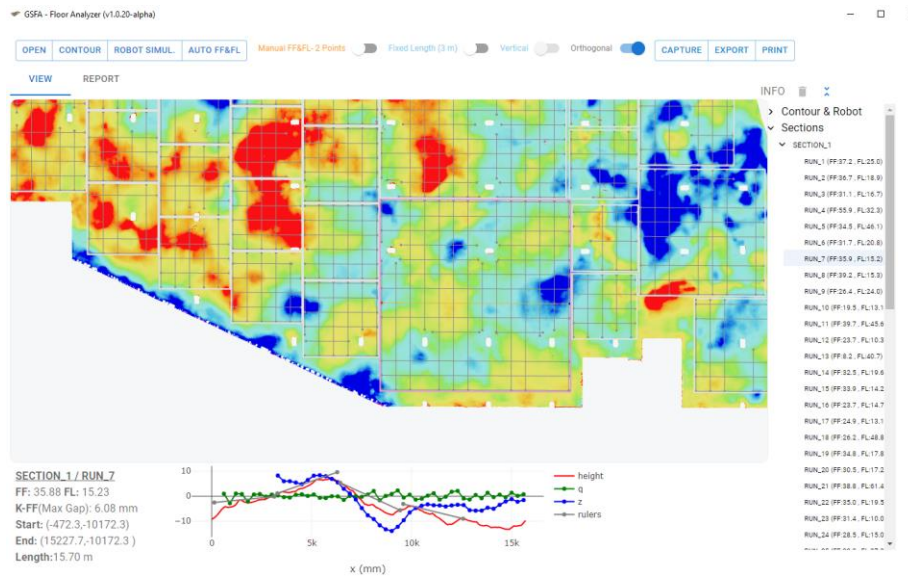 GSFA - Floor Analyzer (v1.0.20-alpha)
OPEN CONTOUR ROBOT SIMUL. AUTO FF&FL Manual FF&FL- 2 Points Fixed Length (3 m) Vertical Orthogonal CAPTURE EXPORT PRINT
VIEW REPORT
INFO
Contour & Robot
Sections
SECTION_1
RUN_1 (FF:37.2 , FL:25.0)
RUN_2 (FF:36.7 , FL:18.9)
RUN_3 (FF:31.1 , FL:16.7)
RUN_4 (FF:55.9 , FL:32.3)
RUN_5 (FF:34.5 , FL:46.1)
RUN_6 (FF:31.7 , FL:20.8)
RUN_7 (FF:35.9 , FL:15.2)
RUN_8 (FF:39.2 , FL:15.3)
RUN_9 (FF:26.4 , FL:24.0)
RUN_10 (FF:19.5 , FL:13.1
RUN_11 (FF:39.7 , FL:45.6
RUN_12 (FF:23.7 , FL:10.3
RUN_13 (FF:8.2 , FL:40.7)
RUN_14 (FF:32.5 , FL:19.6
RUN_15 (FF:33.9 , FL:14.2
RUN_16 (FF:23.7 , FL:14.7
RUN_17 (FF:24.9 , FL:13.1
RUN_18 (FF:26.2 , FL:48.8
RUN_19 (FF:34.8 , FL:17.8
RUN_20 (FF:30.5 , FL:17.2
RUN_21 (FF:38.8 , FL:61.4
RUN_22 (FF:35.0 , FL:19.5
RUN_23 (FF:31.4 , FL:10.0
RUN_24 (FF:28.5 , FL:15.0
SECTION_1 / RUN_7
FF: 35.88 FL: 15.23
K-FF(Max Gap): 6.08 mm
Start: (-472.3,-10172.3)
End: (15227.7,-10172.3 )
Length:15.70 m
10
0
−10
0 5k 10k 15k
x (mm)
height
q
z
rulers